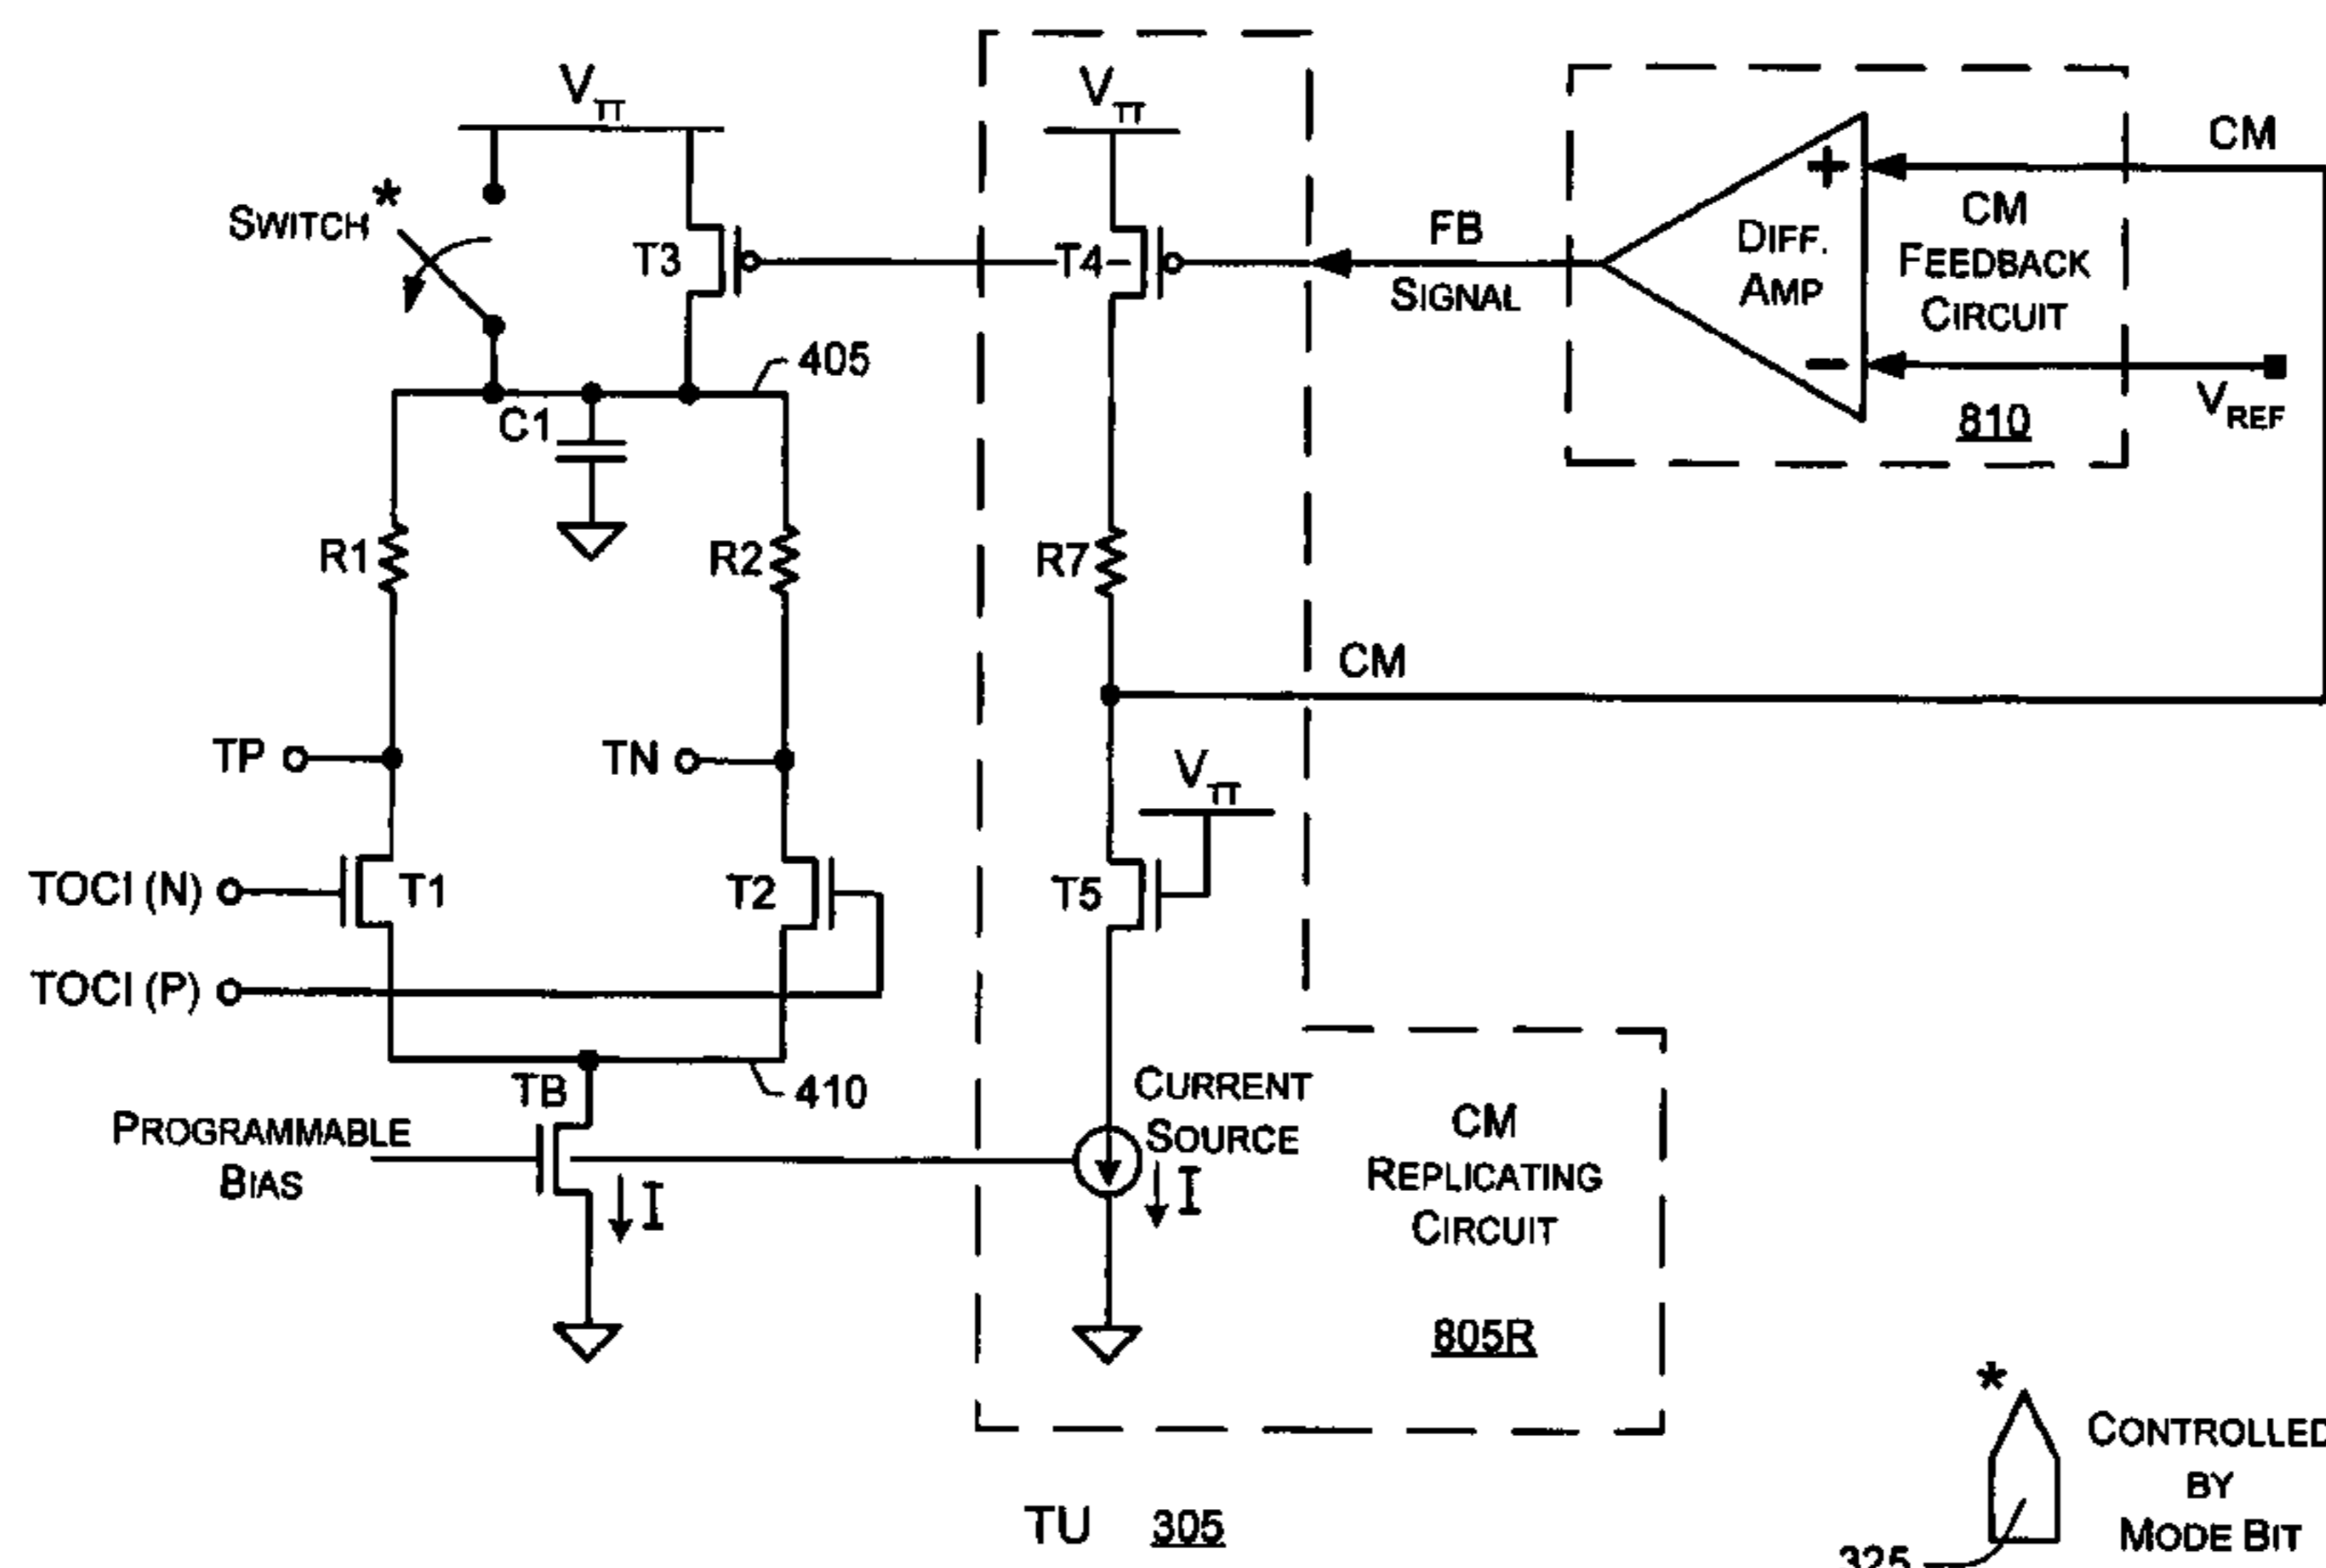 VTT
VTT
CM
SWITCH *
T3
T4
FB
SIGNAL
+
DIFF.
AMP
-
CM
FEEDBACK
CIRCUIT
810
VREF
405
C1
R1
R2
R7
CM
TP
TN
VTT
TOCI (N)
T1
T2
T5
TOCI (P)
TB
410
PROGRAMMABLE
BIAS
I
CURRENT
SOURCE
I
CM
REPLICATING
CIRCUIT
805R
TU 305
*
CONTROLLED
BY
MODE BIT
325